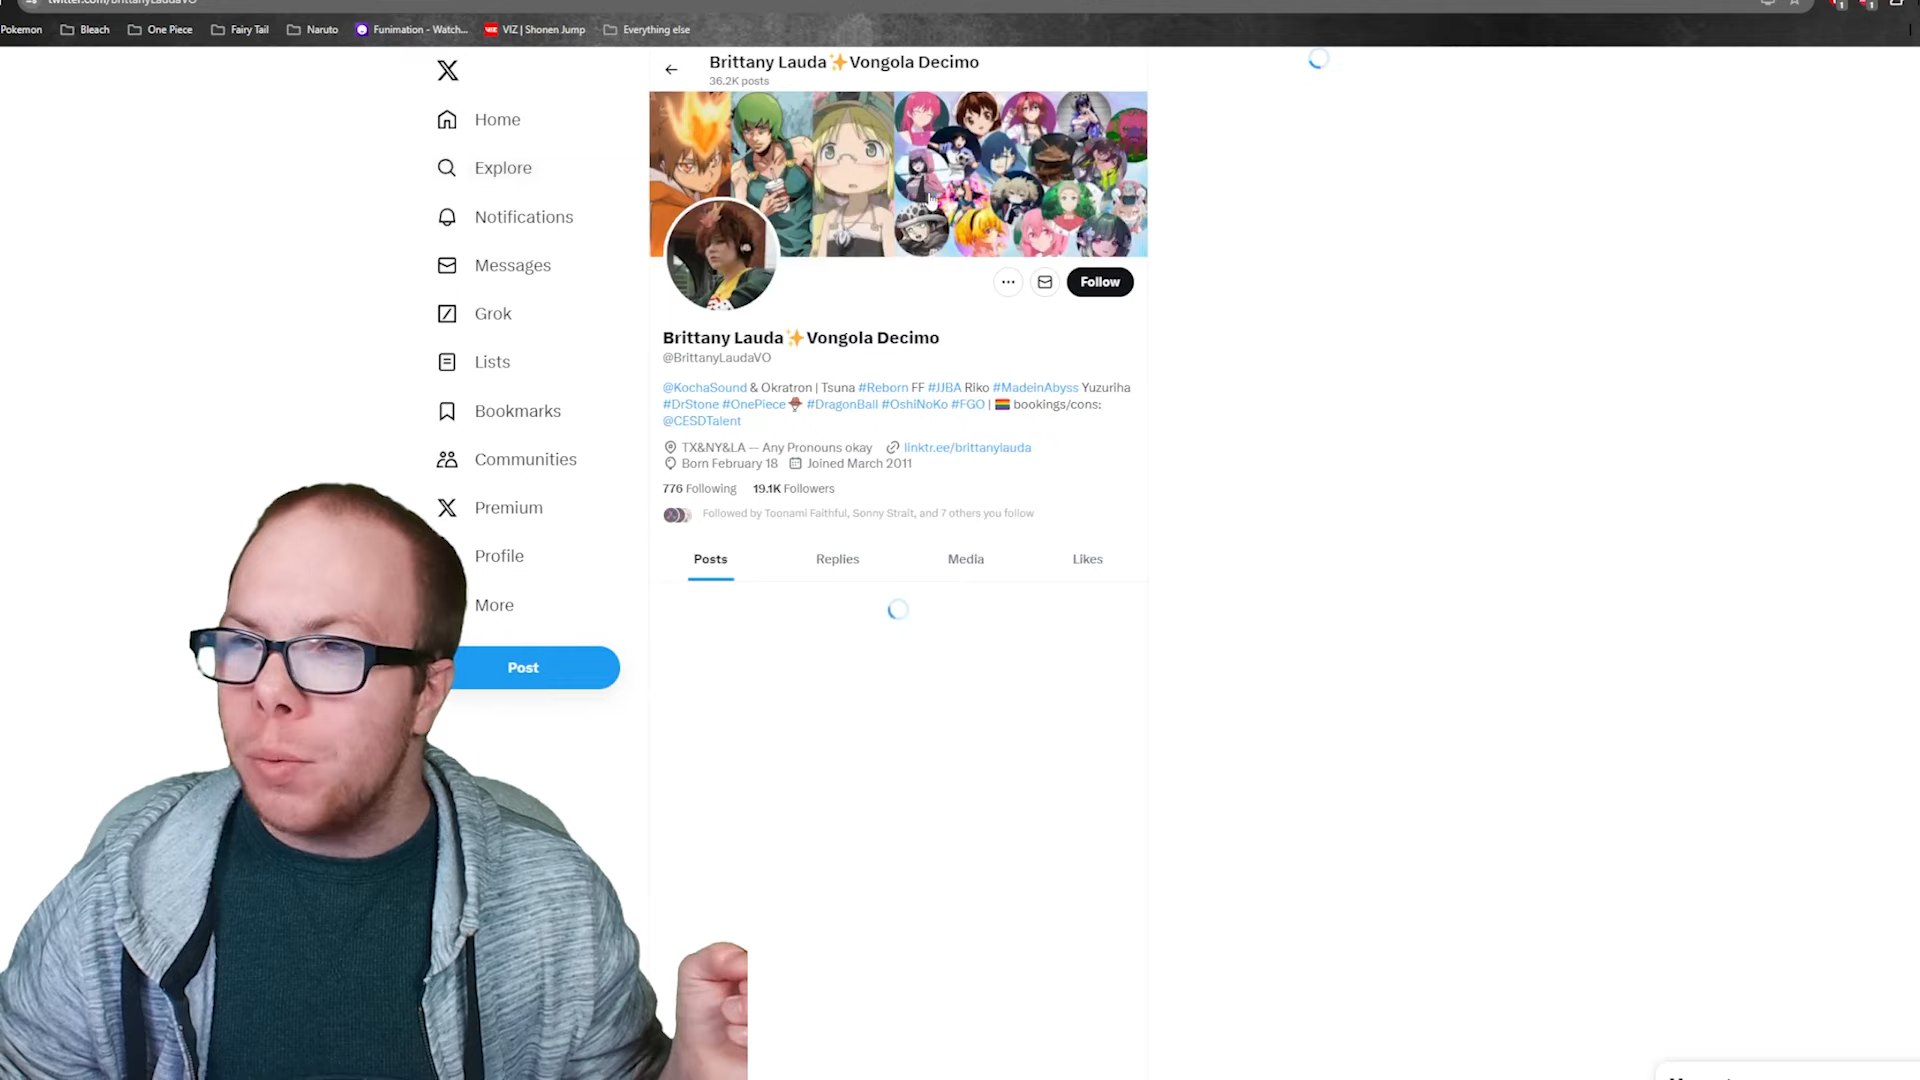 twitter.com/BrittanyLaudaVO
Pokemon Bleach One Piece Fairy Tail Naruto Funimation - Watch... VIZ | Shonen Jump Everything else
Brittany Lauda✨Vongola Decimo
36.2K posts
Home
Explore
Notifications
Messages
Grok
Lists
Bookmarks
Communities
Premium
Profile
More
Post
Follow
Brittany Lauda✨Vongola Decimo
@BrittanyLaudaVO
@KochaSound & Okratron | Tsuna #Reborn FF #JJBA Riko #MadeinAbyss Yuzuriha
#DrStone #OnePiece #DragonBall #OshiNoKo #FGO | 🏳️‍🌈 bookings/cons:
@CESDTalent
TX&NY&LA — Any Pronouns okay linktr.ee/brittanylauda
Born February 18 Joined March 2011
776 Following 19.1K Followers
Followed by Toonami Faithful, Sonny Strait, and 7 others you follow
Posts Replies Media Likes